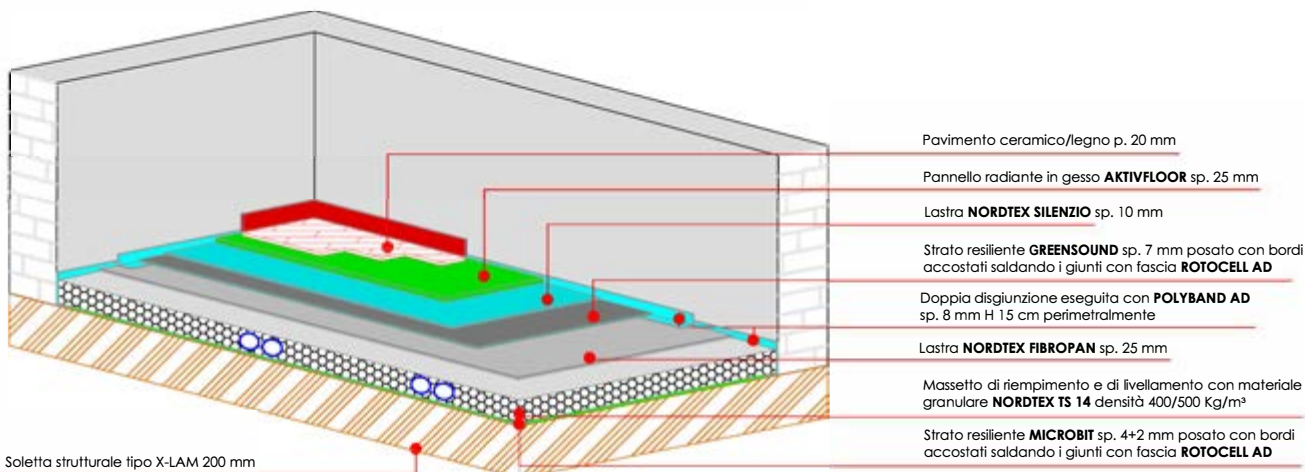 Pavimento ceramico/legno p. 20 mm
Pannello radiante in gesso AKTIVFLOOR sp. 25 mm
Lastra NORDTEX SILENZIO sp. 10 mm
Strato resiliente GREENSOUND sp. 7 mm posato con bordi
accostati saldando i giunti con fascia ROTOCELL AD
Doppia disgiunzione eseguita con POLYBAND AD
sp. 8 mm H 15 cm perimetralmente
Lastra NORDTEX FIBROPAN sp. 25 mm
Massetto di riempimento e di livellamento con materiale
granulare NORDTEX TS 14 densità 400/500 Kg/m³
Strato resiliente MICROBIT sp. 4+2 mm posato con bordi
accostati saldando i giunti con fascia ROTOCELL AD
Soletta strutturale tipo X-LAM 200 mm